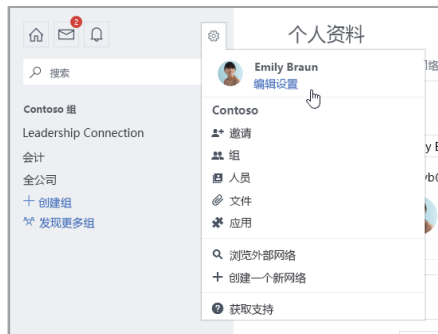 2
个人资料
搜索
Emily Braun
编辑设置
Contoso 组
Leadership Connection
会计
全公司
创建组
发现更多组
Contoso
邀请
组
人员
文件
应用
浏览外部网络
创建一个新网络
获取支持